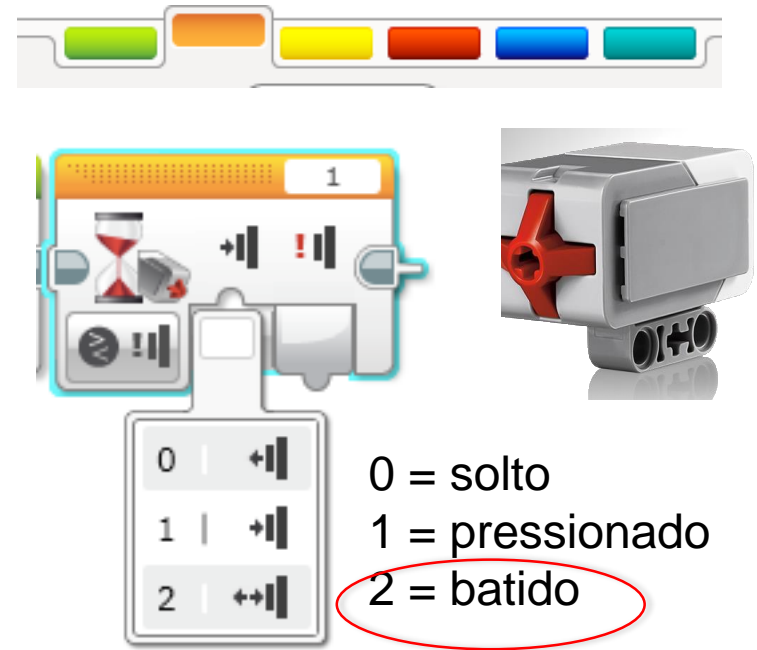 1
0
1
2
0 = solto
1 = pressionado
2 = batido